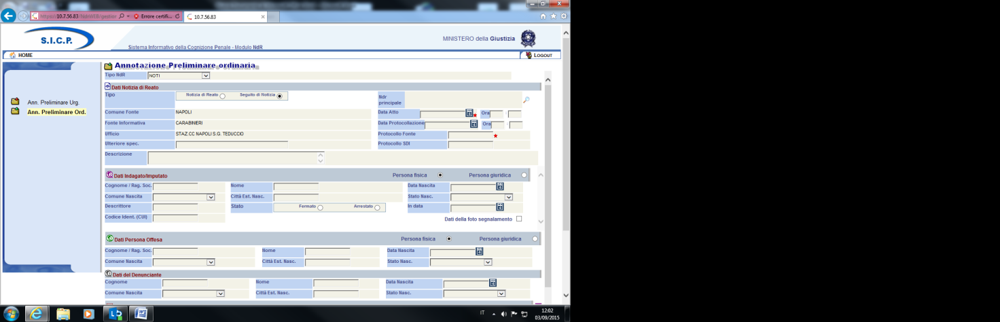 https://10.7.56.83/NdrWEB/gestion Errore certifi... 10.7.56.83
S.I.C.P.
MINISTERO della Giustizia
Sistema Informativo della Cognizione Penale - Modulo NdR
HOME LOGOUT
Annotazione Preliminare ordinaria
Tipo NdR NOTI
Dati Notizia di Reato
Tipo Notizia di Reato Seguito di Notizia Ndr principale
Ann. Preliminare Urg.
Ann. Preliminare Ord.
Comune Fonte NAPOLI Data Atto Ora :
Fonte Informativa CARABINIERI Data Protocollazione Ora :
Ufficio STAZ.CC NAPOLI S.G. TEDUCCIO Protocollo Fonte
Ulteriore spec. Protocollo SDI
Descrizione
Dati Indagato/Imputato Persona fisica Persona giuridica
Cognome / Rag. Soc. Nome Data Nascita
Comune Nascita Città Est. Nasc. Stato Nasc.
Descrittore Stato Fermato Arrestato In data
Codice Ident. (CUI) Dati della foto segnalamento
Dati Persona Offesa Persona fisica Persona giuridica
Cognome / Rag. Soc. Nome Data Nascita
Comune Nascita Città Est. Nasc. Stato Nasc.
Dati del Denunciante
Cognome Nome Data Nascita
Comune Nascita Città Est. Nasc. Stato Nasc.
IT 12:02
03/09/2015